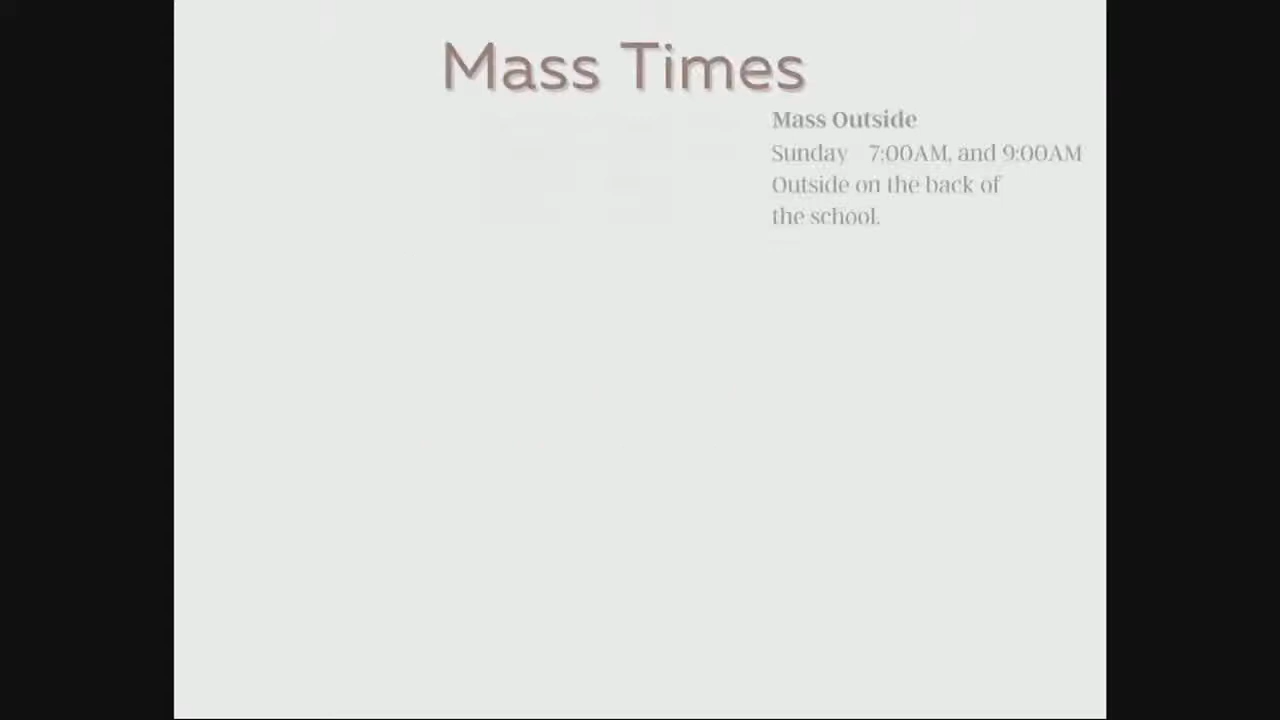 Mass Times
Mass Outside
Sunday 7:00AM, and 9:00AM
Outside on the back of
the school.